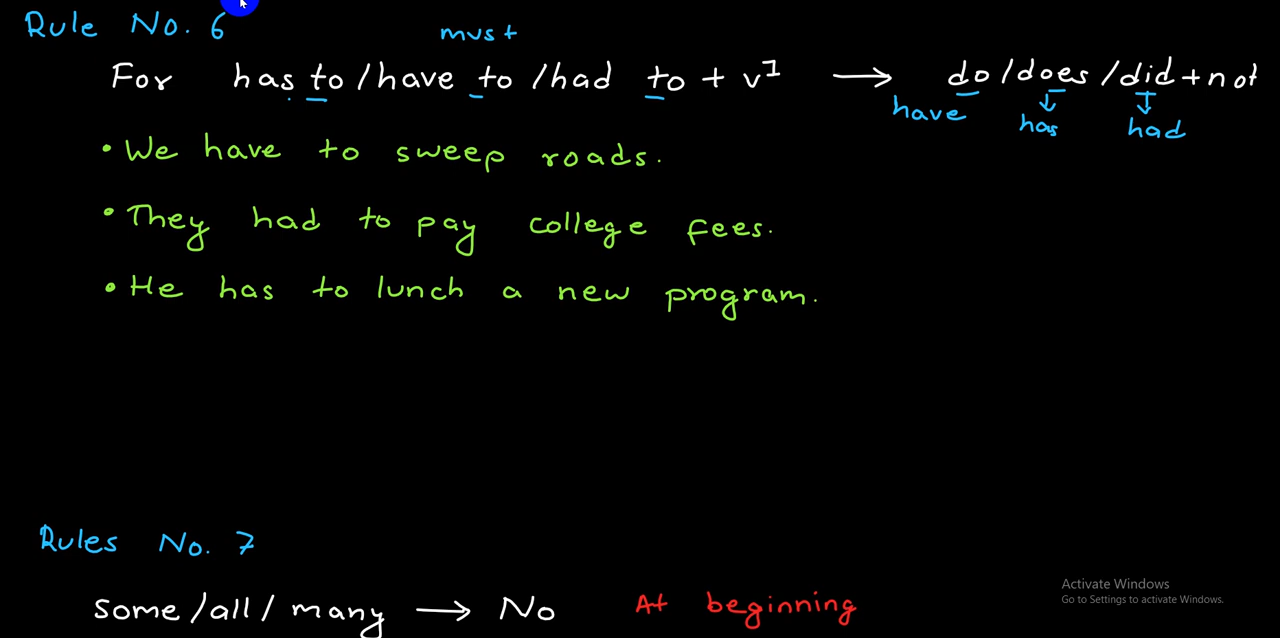 Rule No. 6
must
For has to /have to /had to + v1 → do /does /did + not
have has had
• We have to sweep roads.
• They had to pay college fees.
• He has to lunch a new program.
Rules No. 7
some /all / many → No At beginning
Activate Windows
Go to Settings to activate Windows.